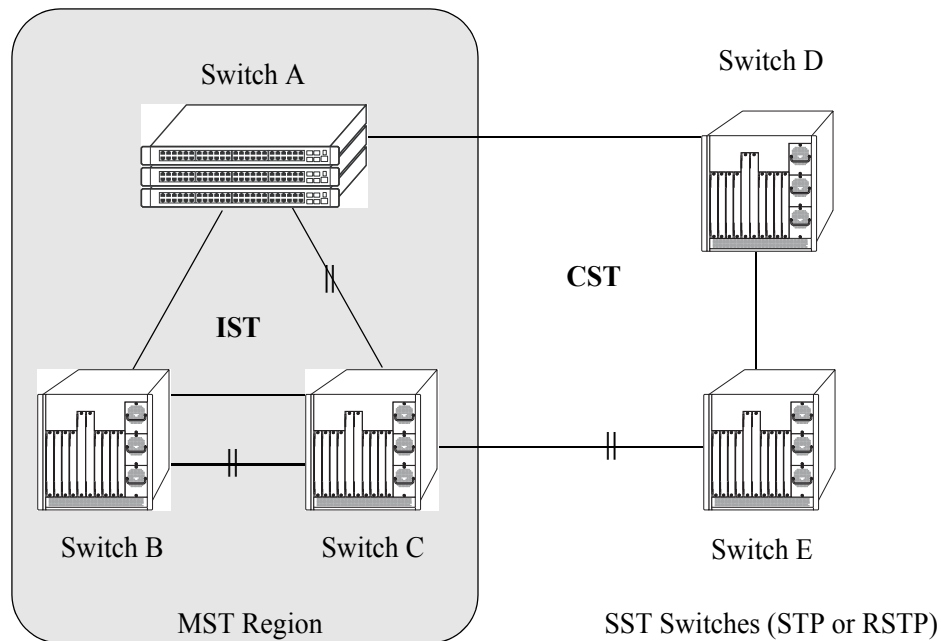 Switch A
Switch D
CST
IST
Switch B
Switch C
Switch E
MST Region
SST Switches (STP or RSTP)